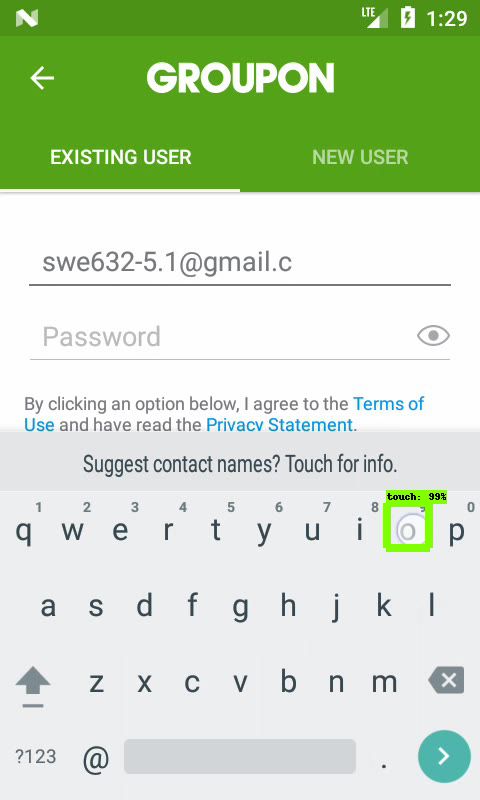 LTE 1:29
GROUPON
EXISTING USER NEW USER
swe632-5.1@gmail.c
Password
By clicking an option below, I agree to the Terms of
Use and have read the Privacy Statement.
Suggest contact names? Touch for info.
touch: 99%
1 2 3 4 5 6 7 8 9 0
q w e r t y u i o p
a s d f g h j k l
z x c v b n m
?123 @ .